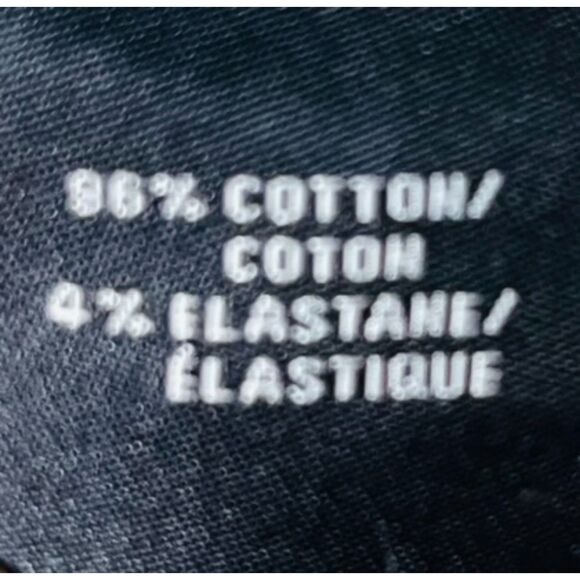 96% COTTON/
COTON
4% ELASTANE/
ÉLASTIQUE